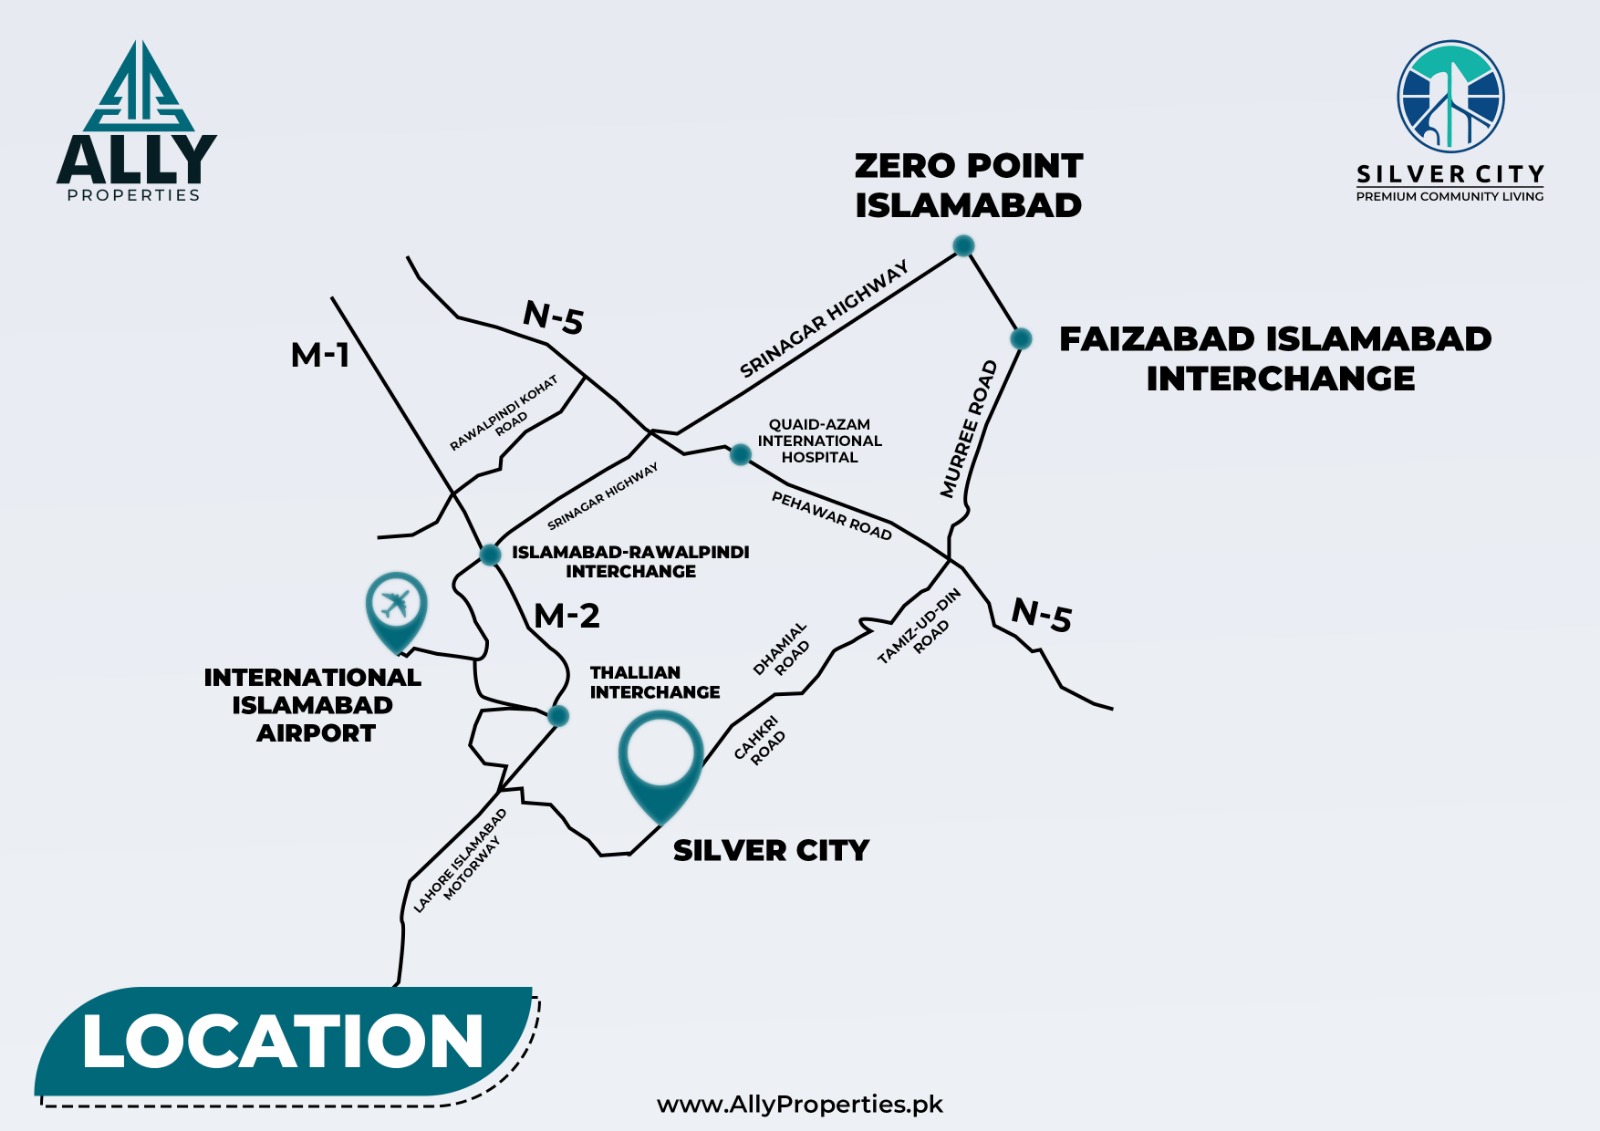 ALLY
PROPERTIES
SILVER CITY
PREMIUM COMMUNITY LIVING
ZERO POINT
ISLAMABAD
N-5
M-1
SRINAGAR HIGHWAY
FAIZABAD ISLAMABAD
INTERCHANGE
RAWALPINDI KOHAT
ROAD
MURREE ROAD
QUAID-AZAM
INTERNATIONAL
HOSPITAL
SRINAGAR HIGHWAY
PEHAWAR ROAD
ISLAMABAD-RAWALPINDI
INTERCHANGE
M-2
N-5
DHAMIAL
ROAD
TAMIZ-UD-DIN
ROAD
INTERNATIONAL
ISLAMABAD
AIRPORT
THALLIAN
INTERCHANGE
CAHKRI
ROAD
SILVER CITY
LAHORE ISLAMABAD
MOTORWAY
LOCATION
www.AllyProperties.pk